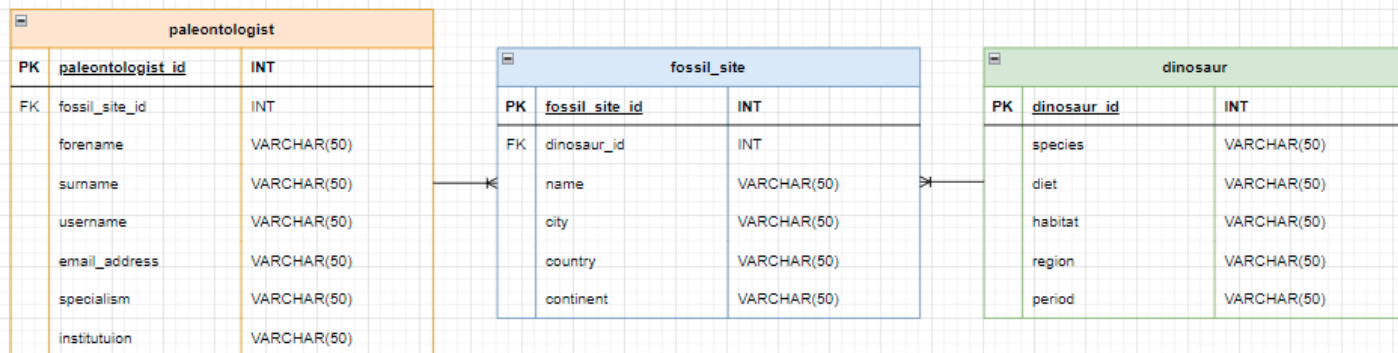 paleontologist
PK paleontologist_id INT
FK fossil_site_id INT
forename VARCHAR(50)
surname VARCHAR(50)
username VARCHAR(50)
email_address VARCHAR(50)
specialism VARCHAR(50)
institutuion VARCHAR(50)
fossil_site
PK fossil_site_id INT
FK dinosaur_id INT
name VARCHAR(50)
city VARCHAR(50)
country VARCHAR(50)
continent VARCHAR(50)
dinosaur
PK dinosaur_id INT
species VARCHAR(50)
diet VARCHAR(50)
habitat VARCHAR(50)
region VARCHAR(50)
period VARCHAR(50)